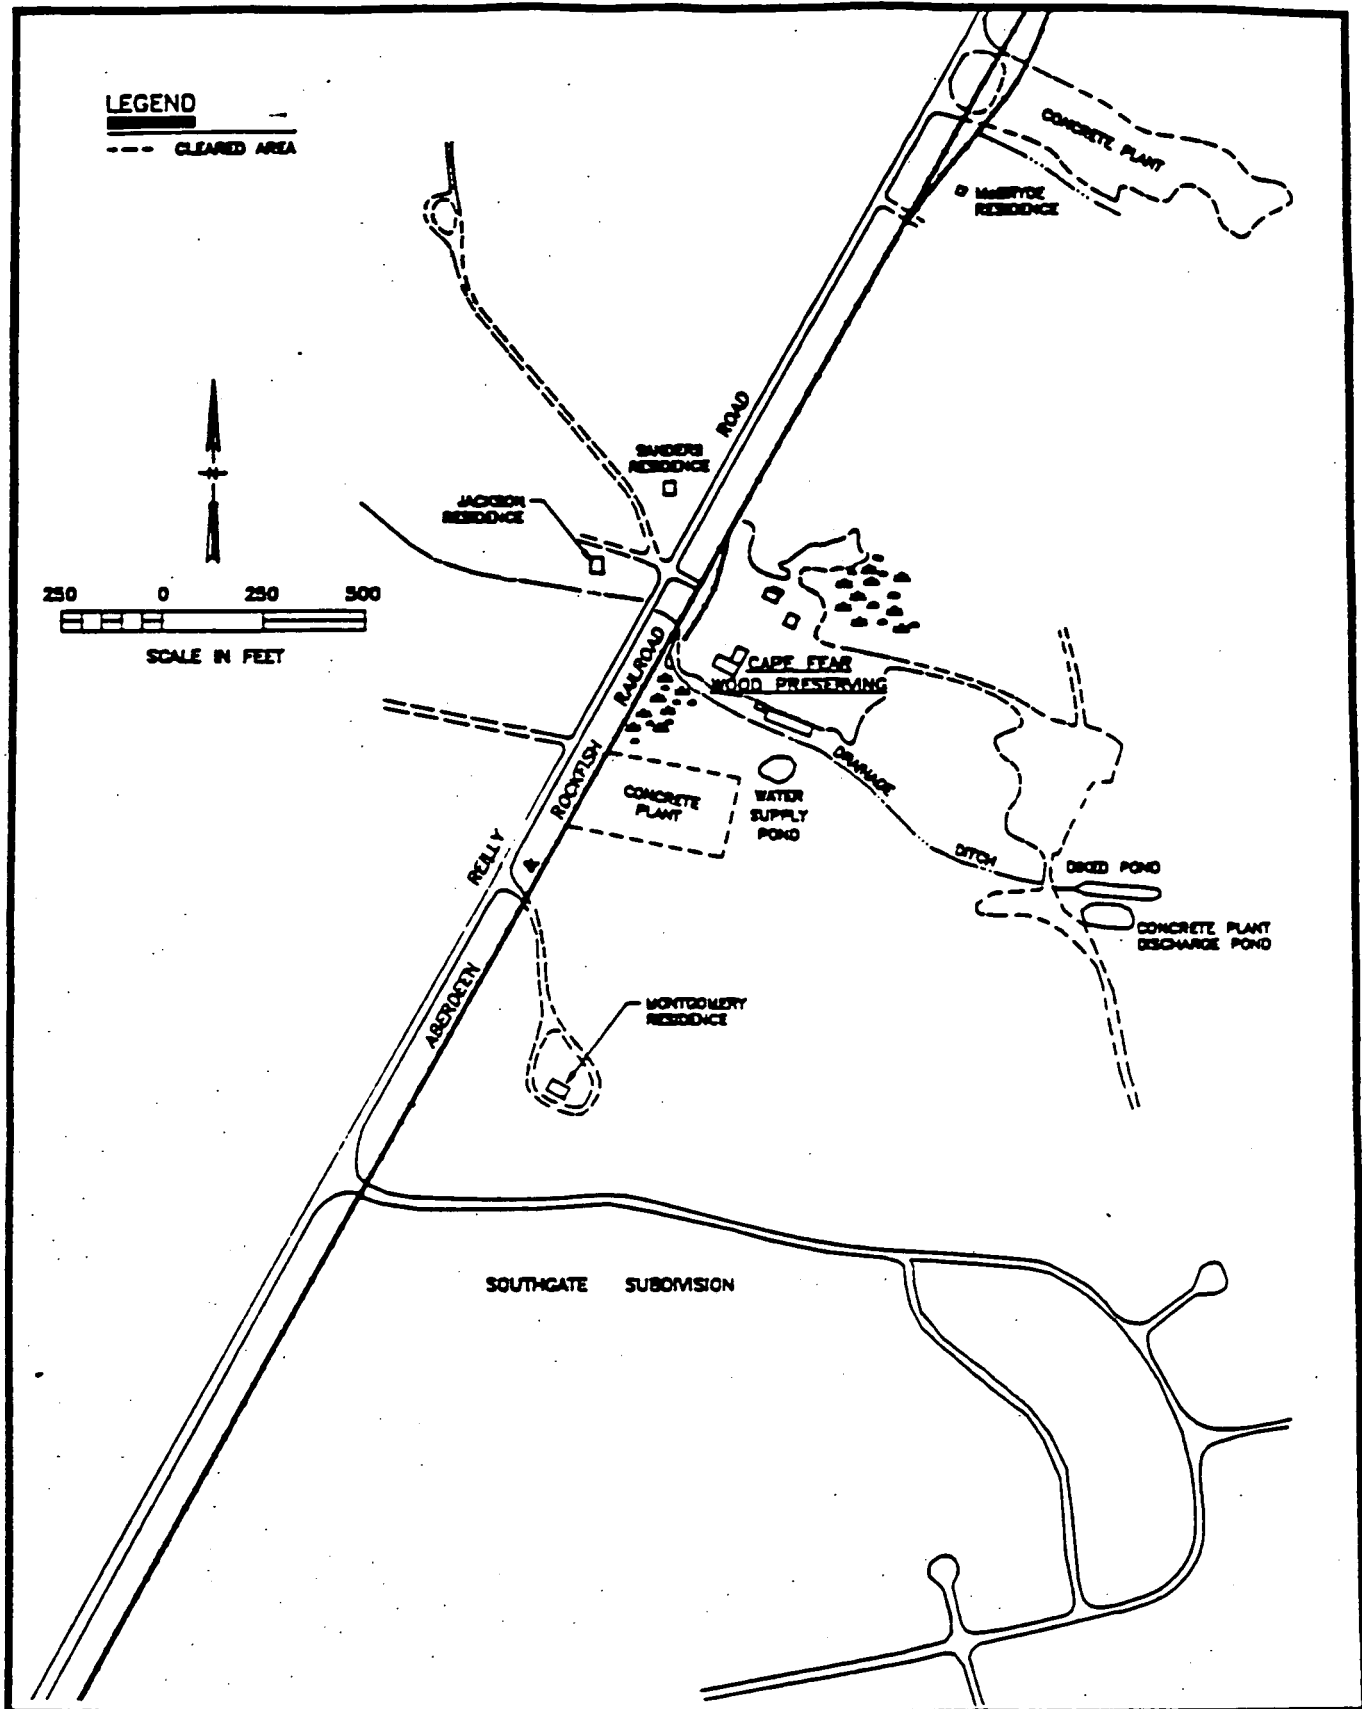 LEGEND
CLEARED AREA
CONCRETE PLANT
McBRYDE
RESIDENCE
ROAD
SANDERS
RESIDENCE
JACKSON
RESIDENCE
250 0 250 500
SCALE IN FEET
CAPE FEAR
WOOD PRESERVING
RAILROAD
ROCKFISH
&
ABERDEEN
REILLY
CONCRETE
PLANT
WATER
SUPPLY
POND
DRAINAGE
DITCH
DIKED POND
CONCRETE PLANT
DISCHARGE POND
MONTGOMERY
RESIDENCE
SOUTHGATE SUBDIVISION